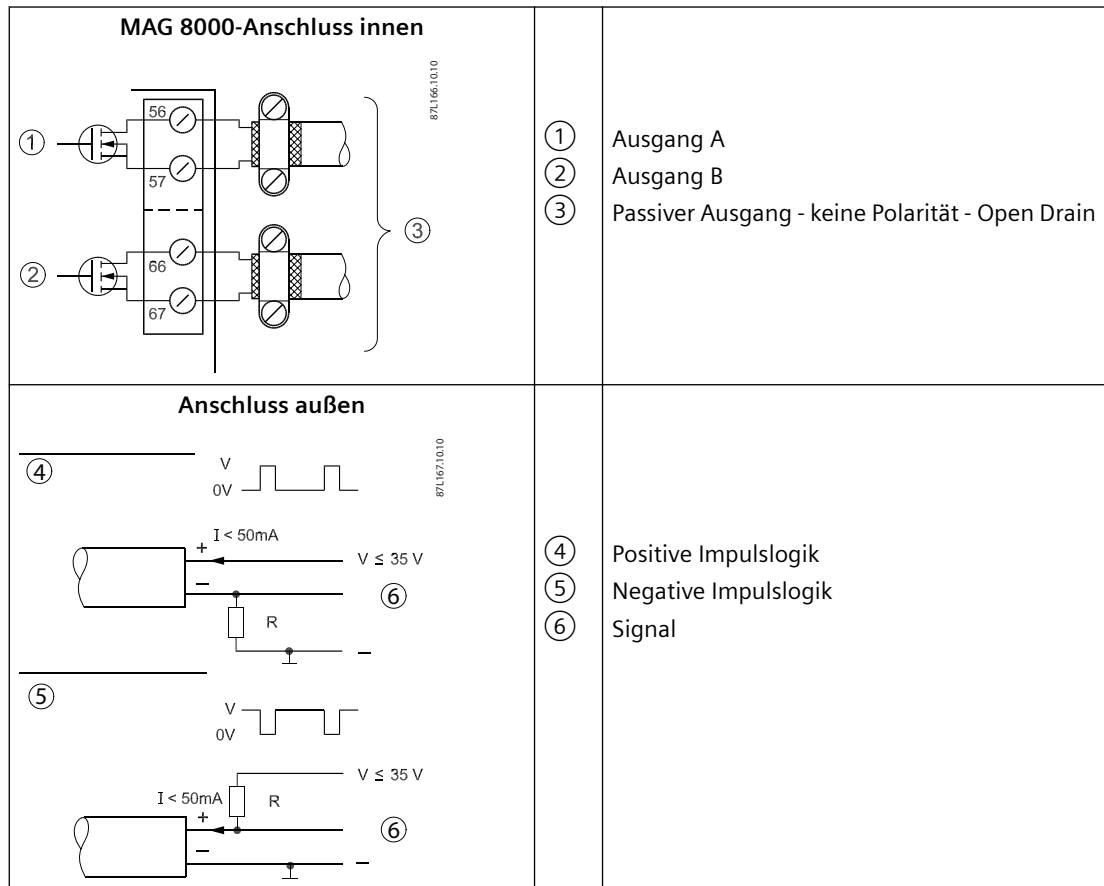 MAG 8000-Anschluss innen
87L166.10.10
56
1
57
3
66
2
67
1 Ausgang A
2 Ausgang B
3 Passiver Ausgang - keine Polarität - Open Drain
Anschluss außen
87L167.10.10
4
V
0V
I < 50mA
+
V ≤ 35 V
–
6
R
–
5
V
0V
V ≤ 35 V
I < 50mA
R
+
6
–
–
4 Positive Impulslogik
5 Negative Impulslogik
6 Signal